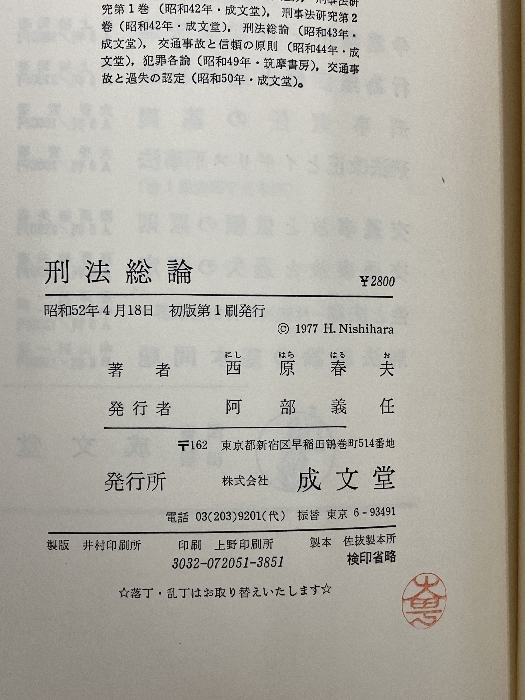 究第1巻（昭和42年・成文堂），刑事法研究第2
巻（昭和42年・成文堂），刑法総論（昭和43年・
成文堂），交通事故と信頼の原則（昭和44年・成
文堂），犯罪各論（昭和49年・筑摩書房），交通事
故と過失の認定（昭和50年・成文堂）。
刑法総論 ¥2800
昭和52年4月18日 初版第1刷発行
© 1977 H. Nishihara
にし はら はる お
著者 西原春夫
発行者 阿部義任
〒162 東京都新宿区早稲田鶴巻町514番地
発行所 株式会社 成文堂
電話 03(203)9201(代) 振替 東京 6-93491
製版 井村印刷所 印刷 上野印刷所 製本 佐抜製本所
3032-072051-3851 検印省略
☆落丁・乱丁はお取り替えいたします☆